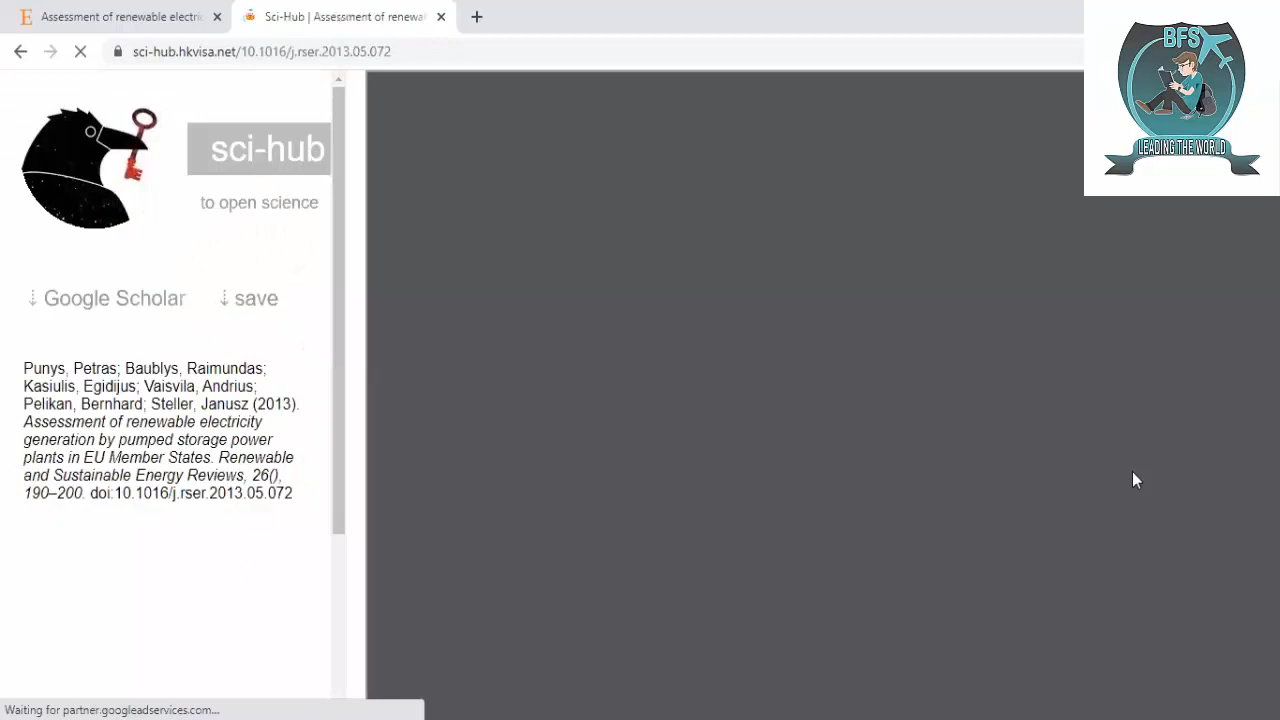 Assessment of renewable electri
Sci-Hub | Assessment of renewa
sci-hub.hkvisa.net/10.1016/j.rser.2013.05.072
BFS
LEADING THE WORLD
sci-hub
to open science
⇣ Google Scholar ⇣ save
Punys, Petras; Baublys, Raimundas;
Kasiulis, Egidijus; Vaisvila, Andrius;
Pelikan, Bernhard; Steller, Janusz (2013).
Assessment of renewable electricity
generation by pumped storage power
plants in EU Member States. Renewable
and Sustainable Energy Reviews, 26(),
190–200. doi:10.1016/j.rser.2013.05.072
Waiting for partner.googleadservices.com...